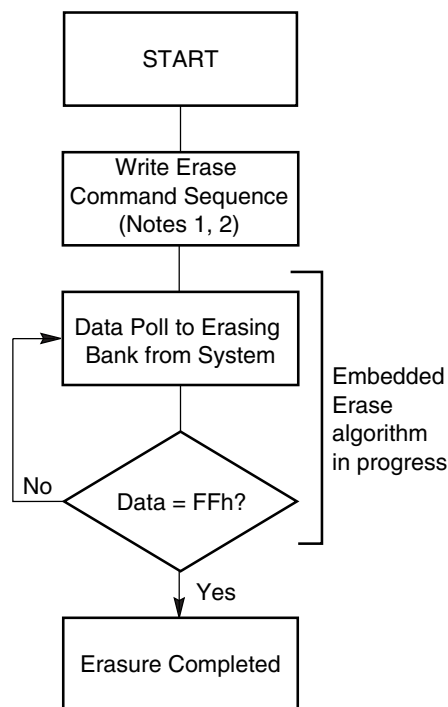 START
Write Erase
Command Sequence
(Notes 1, 2)
Data Poll to Erasing
Bank from System
Embedded
Erase
algorithm
in progress
No
Data = FFh?
Yes
Erasure Completed